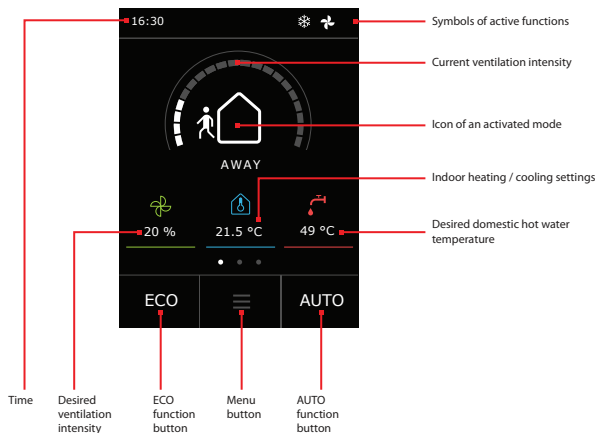 16:30
Symbols of active functions
Current ventilation intensity
Icon of an activated mode
AWAY
Indoor heating / cooling settings
20 %
21.5 °C
49 °C
Desired domestic hot water
temperature
ECO
AUTO
Time
Desired
ventilation
intensity
ECO
function
button
Menu
button
AUTO
function
button